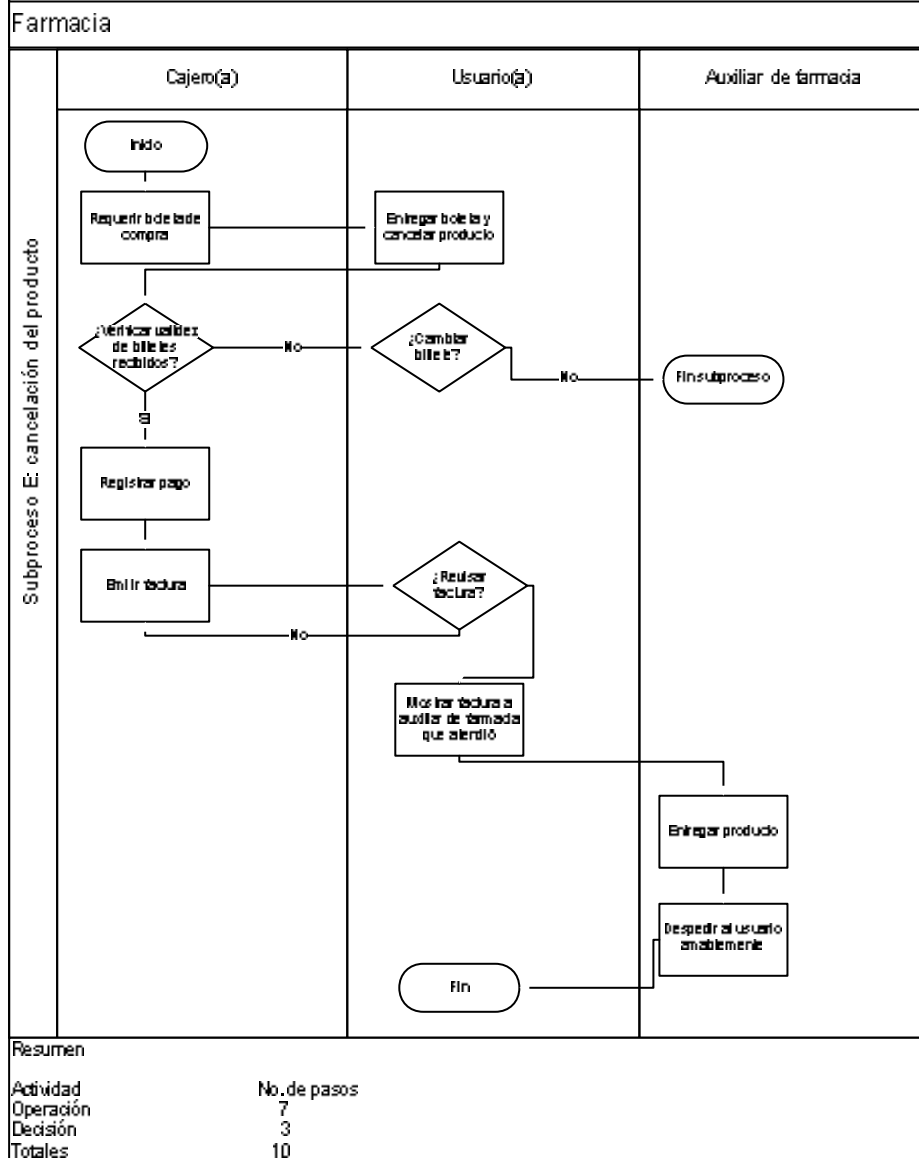 Farmacia
Cajero(a)
Usuario(a)
Auxiliar de farmacia
Subproceso E: cancelación del producto
Inicio
Requerir boleta de
compra
Entregar boleta y
cancelar producto
¿Verificar validez
de billetes
recibidos?
No
¿Cambiar
billete?
No
Fin subproceso
Si
Registrar pago
Emitir factura
¿Revisar
factura?
No
Mostrar factura a
auxiliar de farmacia
que atendió
Entregar producto
Despedir al usuario
amablemente
Fin
Resumen
Actividad No. de pasos
Operación 7
Decisión 3
Totales 10